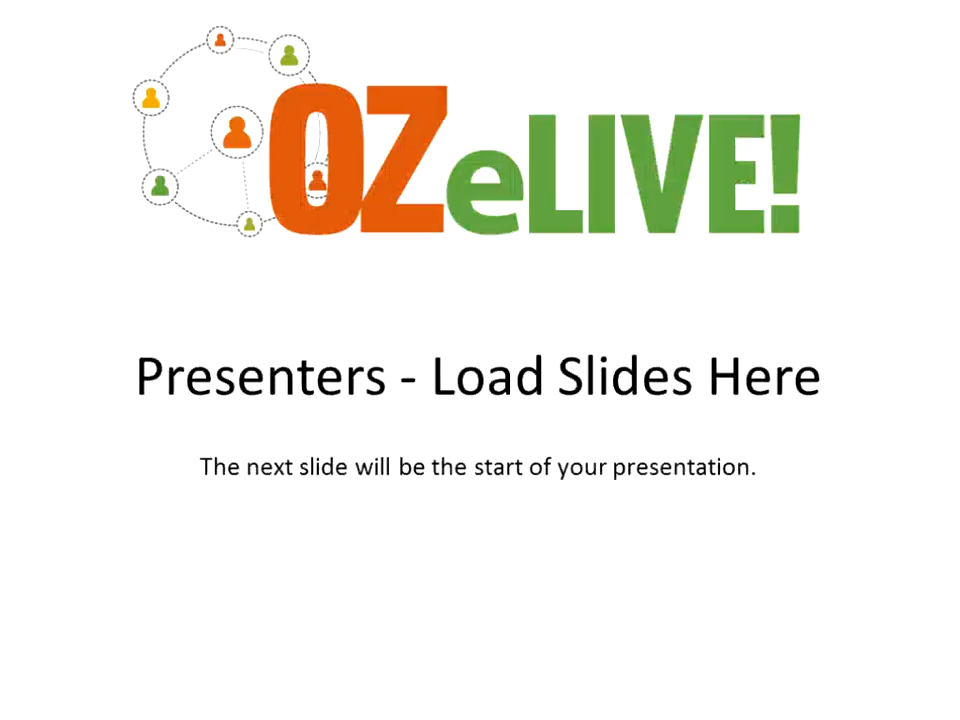 OZeLIVE!
Presenters - Load Slides Here
The next slide will be the start of your presentation.